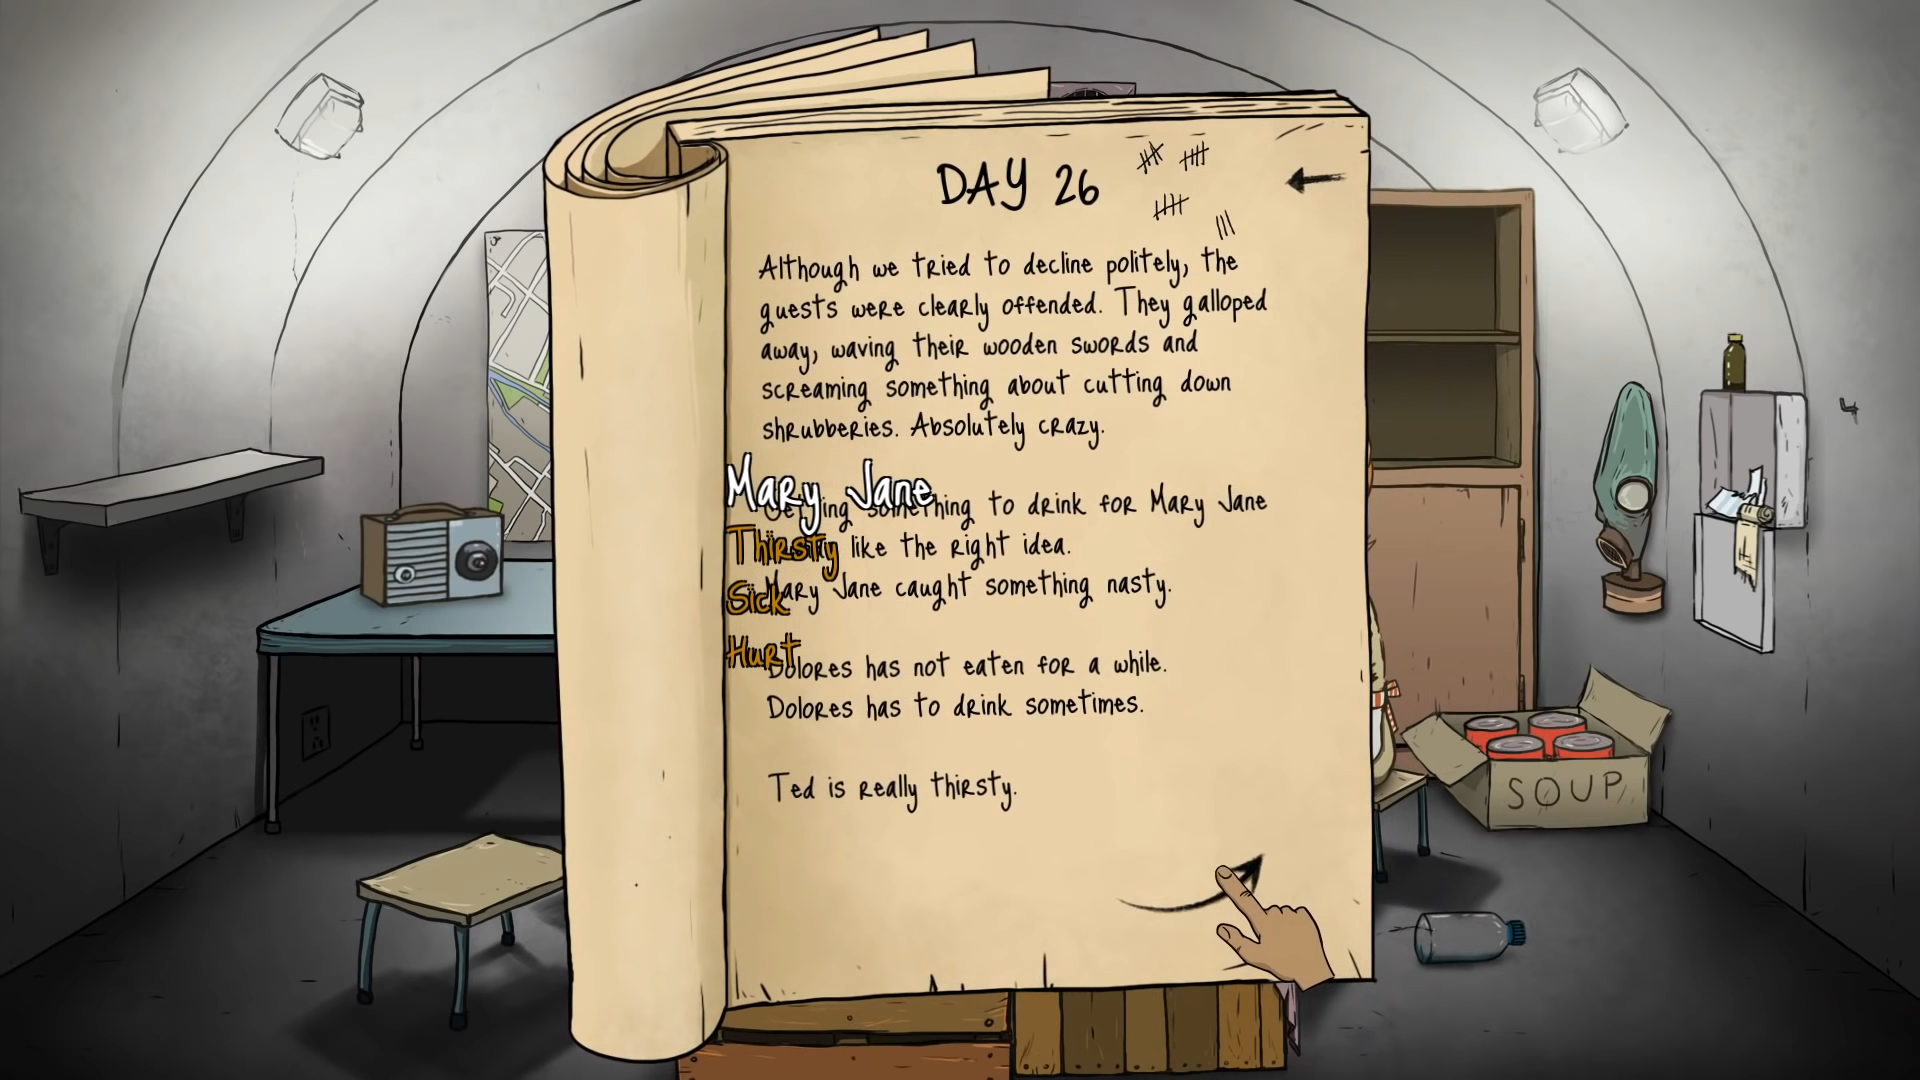 DAY 26
Although we tried to decline politely, the
guests were clearly offended. They galloped
away, waving their wooden swords and
screaming something about cutting down
shrubberies. Absolutely crazy.
Mary Jane
something to drink for Mary Jane
Thirsty
like the right idea.
Sick
Mary Jane caught something nasty.
Hurt
Dolores has not eaten for a while.
Dolores has to drink sometimes.
Ted is really thirsty.
SOUP